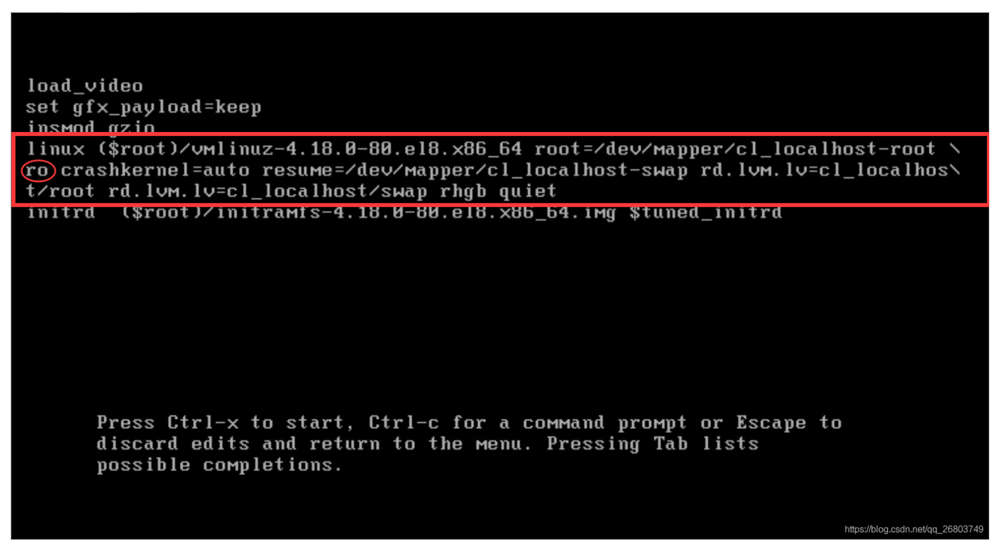 load_video
set gfx_payload=keep
insmod gzio
linux ($root)/vmlinuz-4.18.0-80.el8.x86_64 root=/dev/mapper/cl_localhost-root \
ro crashkernel=auto resume=/dev/mapper/cl_localhost-swap rd.lvm.lv=cl_localhos\
t/root rd.lvm.lv=cl_localhost/swap rhgb quiet
initrd  ($root)/initramfs-4.18.0-80.el8.x86_64.img $tuned_initrd
Press Ctrl-x to start, Ctrl-c for a command prompt or Escape to
discard edits and return to the menu. Pressing Tab lists
possible completions.
https://blog.csdn.net/qq_26803749